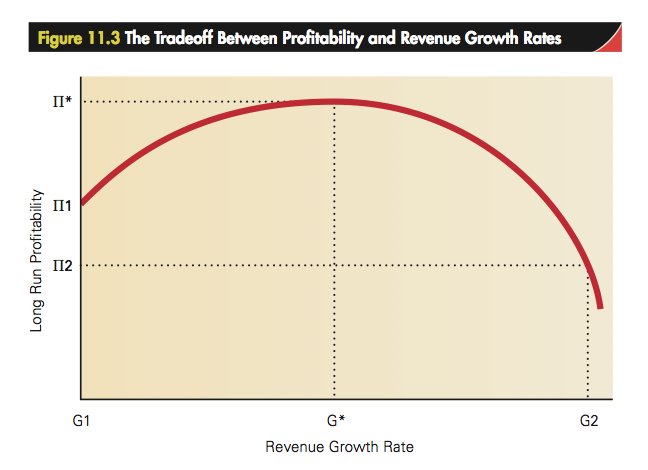 Figure 11.3 The Tradeoff Between Profitability and Revenue Growth Rates
Π*
Π1
Π2
Long Run Profitability
G1
G*
G2
Revenue Growth Rate